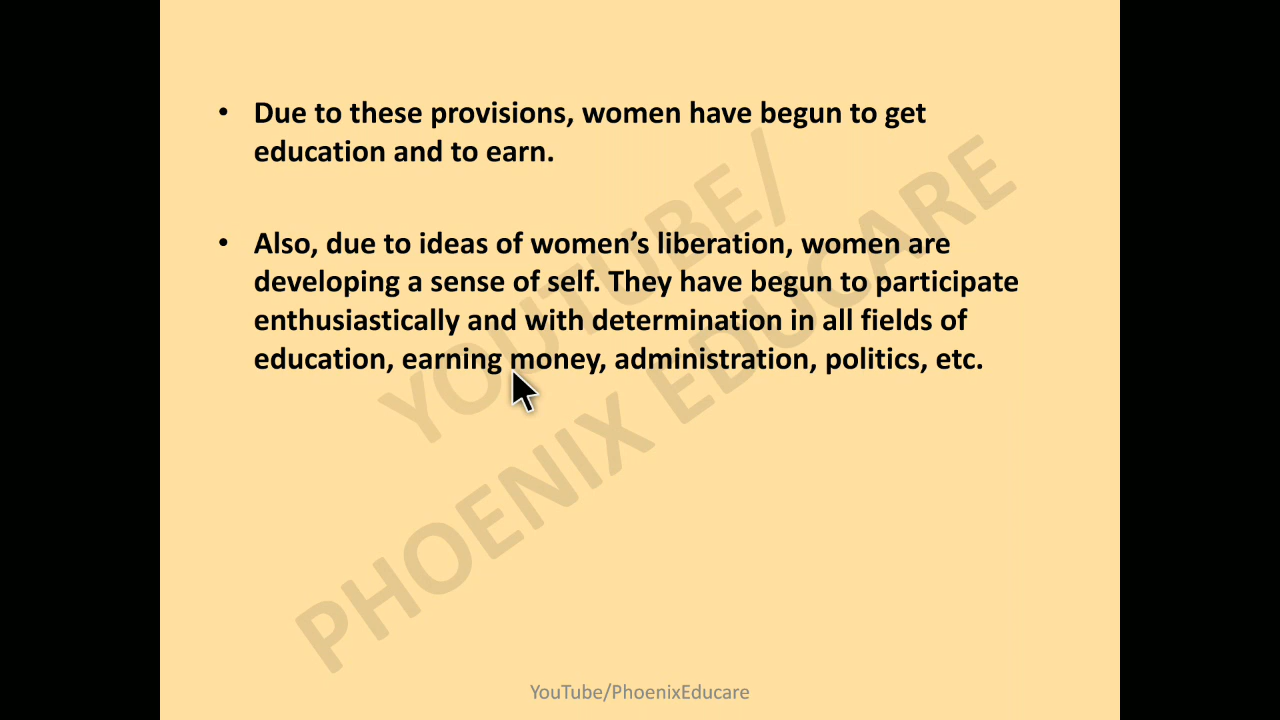 • Due to these provisions, women have begun to get
education and to earn.
• Also, due to ideas of women’s liberation, women are
developing a sense of self. They have begun to participate
enthusiastically and with determination in all fields of
education, earning money, administration, politics, etc.
YOUTUBE/
PHOENIX EDUCARE
YouTube/PhoenixEducare